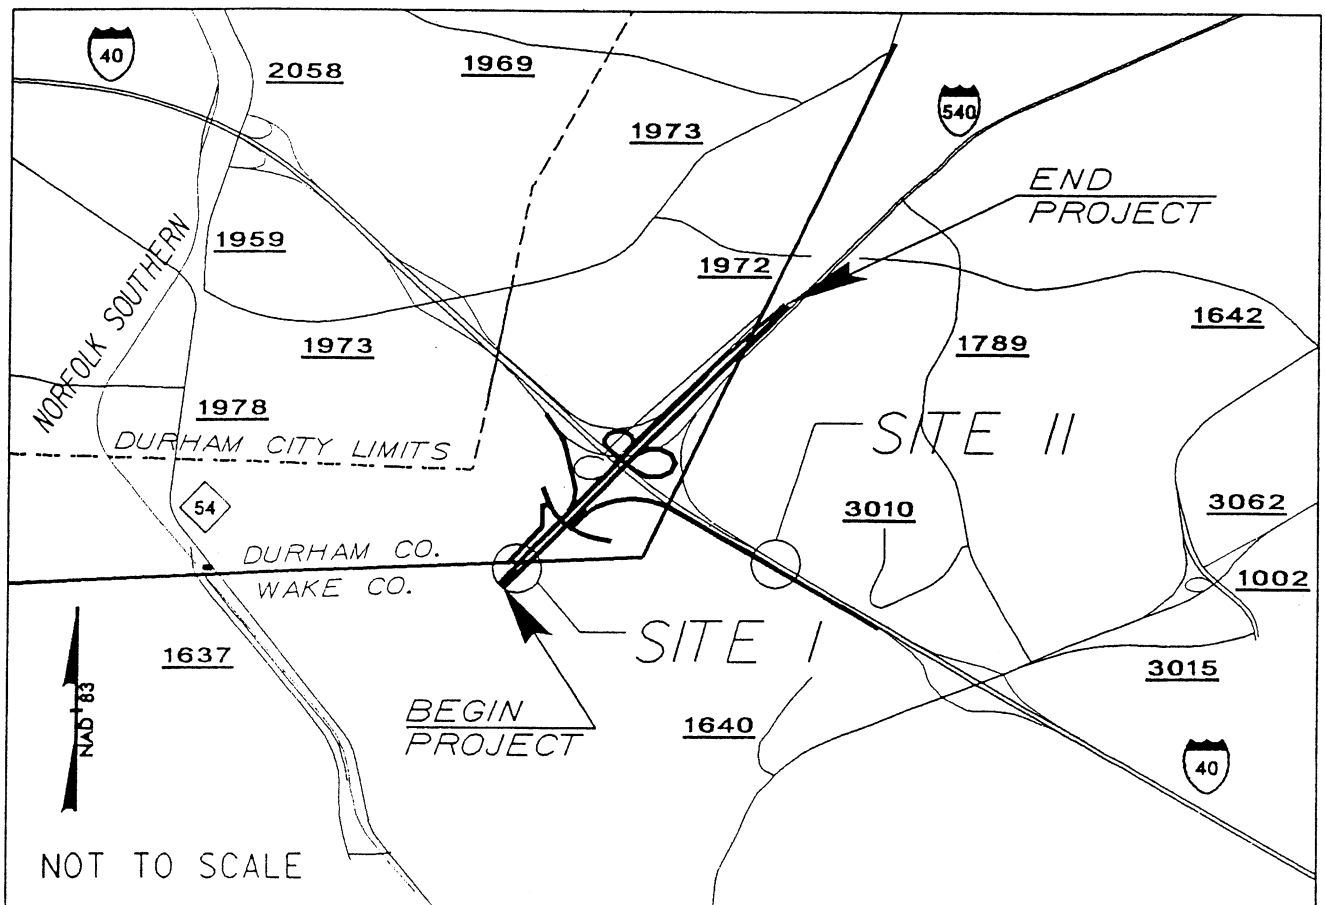 40
2058
1969
1973
540
END
PROJECT
1959
1972
NORFOLK SOUTHERN
1642
1973
1789
1978
DURHAM CITY LIMITS
SITE II
54
3010
3062
DURHAM CO.
WAKE CO.
1002
SITE I
1637
3015
NAD 83
BEGIN
PROJECT
1640
40
NOT TO SCALE